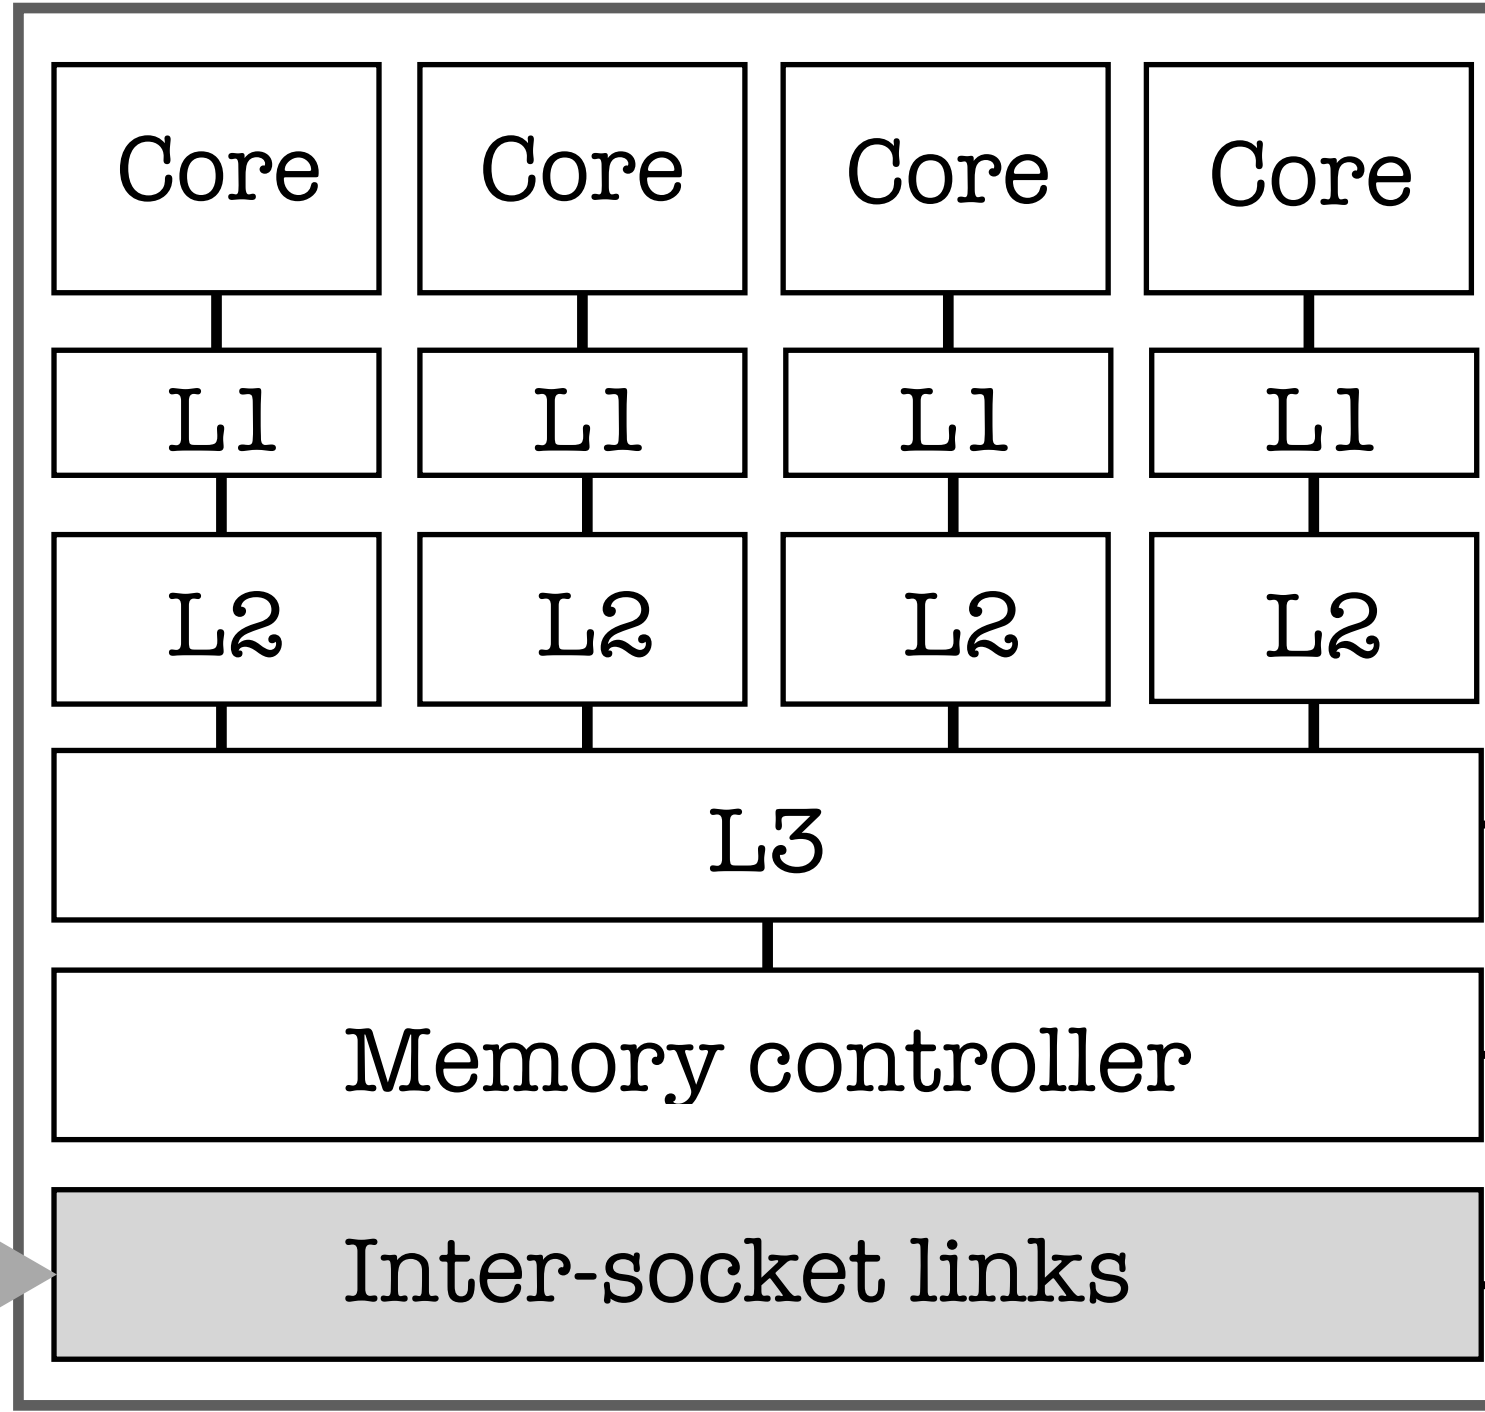 Core Core Core Core
L1 L1 L1 L1
L2 L2 L2 L2
L3
Memory controller
Inter-socket links